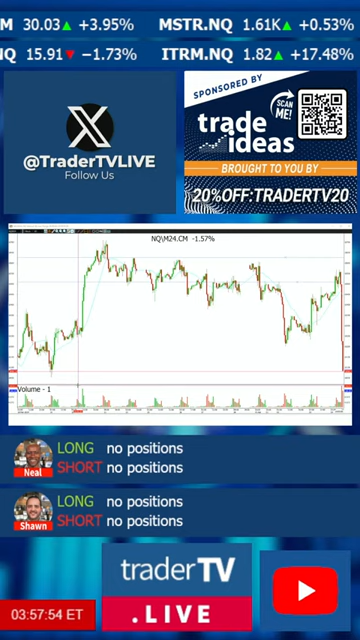 M 30.03▲ +3.95% MSTR.NQ 1.61K▲ +0.53%
NQ 15.91▼ −1.73% ITRM.NQ 1.82▲ +17.48%
X
@TraderTVLIVE
Follow Us
SPONSORED BY
SCAN
ME!
trade
ideas
BROUGHT TO YOU BY
20%OFF:TRADERTV20
NQ\M24.CM -1.57%
Volume - 1
LONG no positions
SHORT no positions
Neal
LONG no positions
SHORT no positions
Shawn
traderTV
.LIVE
03:57:54 ET